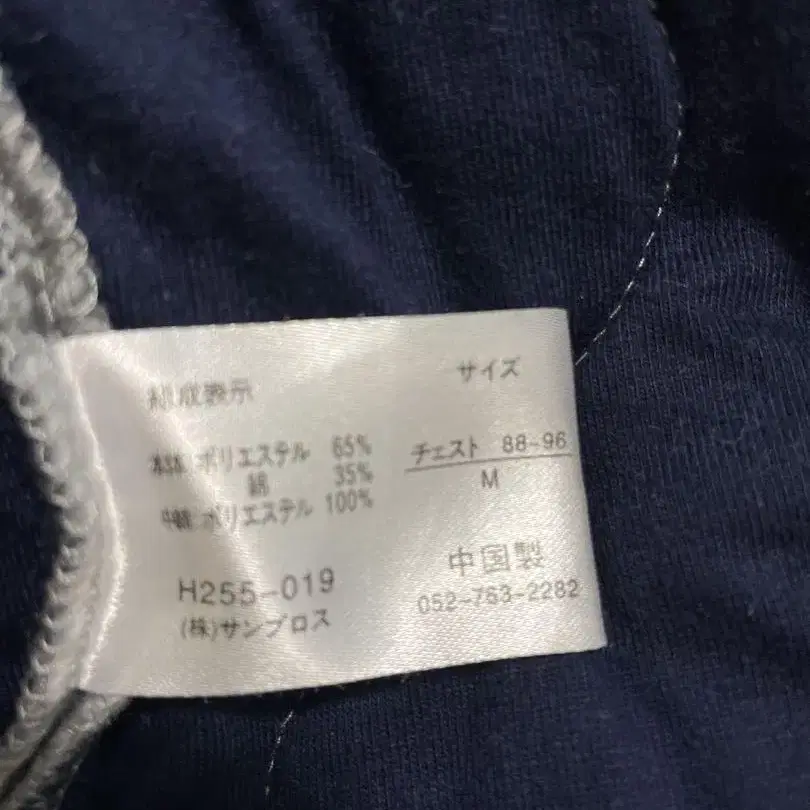 組成表示
本体 ポリエステル 65%
綿 35%
中綿 ポリエステル 100%
H255-019
(株)サンブロス
サイズ
チェスト 88-96
M
中国製
052-763-2282